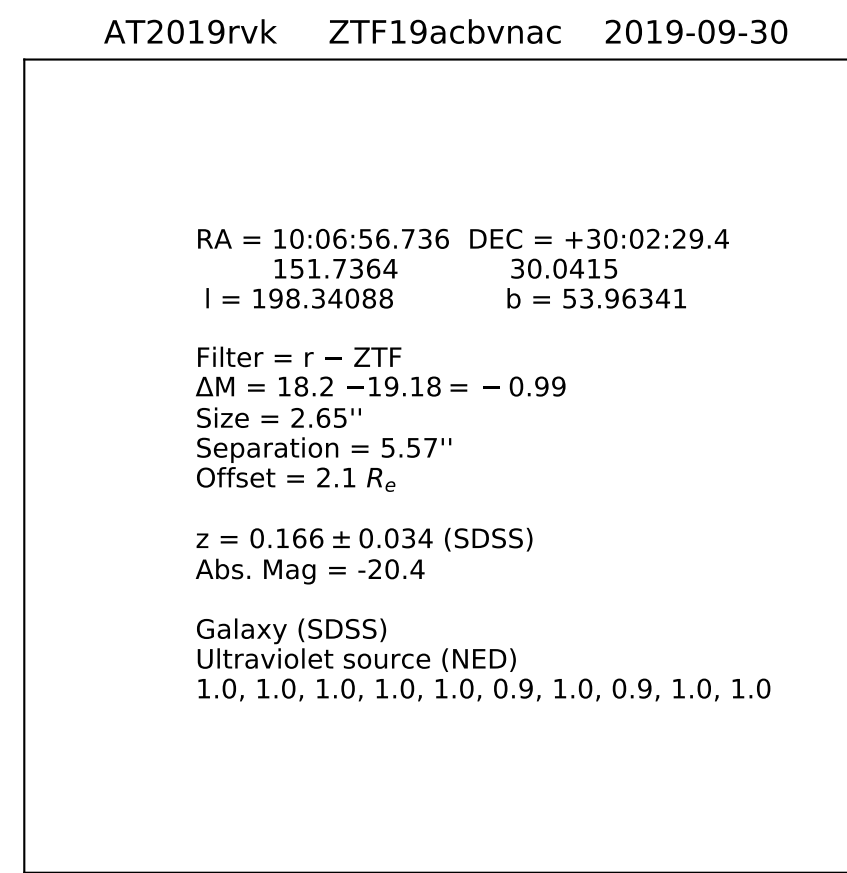 AT2019rvk ZTF19acbvnac 2019-09-30
RA = 10:06:56.736 DEC = +30:02:29.4
151.7364 30.0415
l = 198.34088 b = 53.96341
Filter = r − ZTF
ΔM = 18.2 −19.18 = − 0.99
Size = 2.65''
Separation = 5.57''
Offset = 2.1 Re
z = 0.166 ± 0.034 (SDSS)
Abs. Mag = -20.4
Galaxy (SDSS)
Ultraviolet source (NED)
1.0, 1.0, 1.0, 1.0, 1.0, 0.9, 1.0, 0.9, 1.0, 1.0